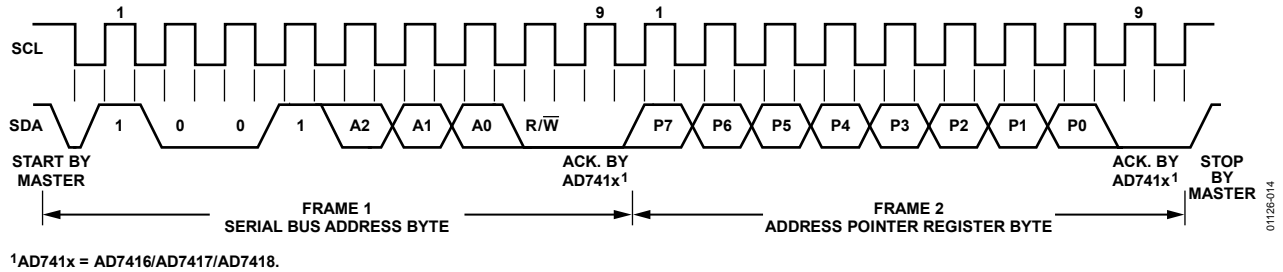 1 9 1 9
SCL
SDA 1 0 0 1 A2 A1 A0 R/W̅ P7 P6 P5 P4 P3 P2 P1 P0
START BY
MASTER
ACK. BY
AD741x1
ACK. BY
AD741x1
STOP
BY
MASTER
FRAME 1
SERIAL BUS ADDRESS BYTE
FRAME 2
ADDRESS POINTER REGISTER BYTE
01126-014
1AD741x = AD7416/AD7417/AD7418.